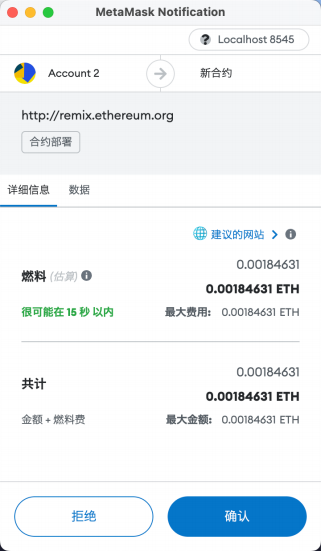 MetaMask Notification
Localhost 8545
Account 2
新合约
http://remix.ethereum.org
合约部署
详细信息
数据
建议的网站
燃料 (估算)
0.00184631
0.00184631 ETH
很可能在 15 秒 以内
最大费用: 0.00184631 ETH
共计
0.00184631
0.00184631 ETH
金额 + 燃料费
最大金额: 0.00184631 ETH
拒绝
确认